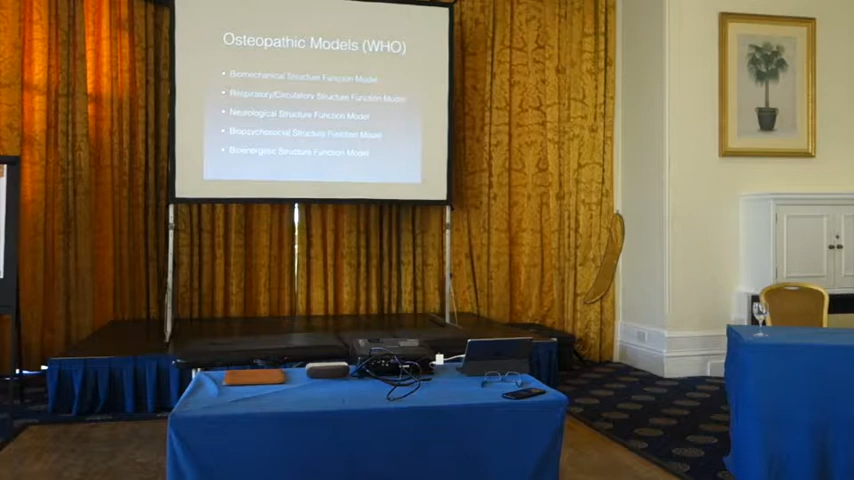 Osteopathic Models (WHO)
• Biomechanical Structure Function Model
• Respiratory/Circulatory Structure Function Model
• Neurological Structure Function Model
• Biopsychosocial Structure Function Model
• Bioenergetic Structure Function Model